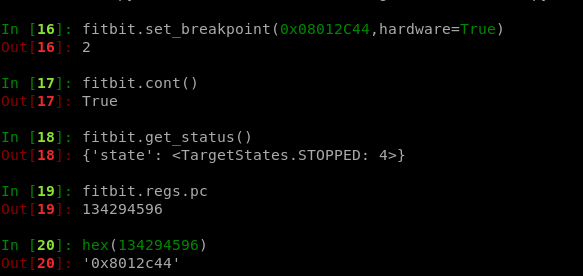 In [16]: fitbit.set_breakpoint(0x08012C44,hardware=True)
Out[16]: 2
In [17]: fitbit.cont()
Out[17]: True
In [18]: fitbit.get_status()
Out[18]: {'state': <TargetStates.STOPPED: 4>}
In [19]: fitbit.regs.pc
Out[19]: 134294596
In [20]: hex(134294596)
Out[20]: '0x8012c44'